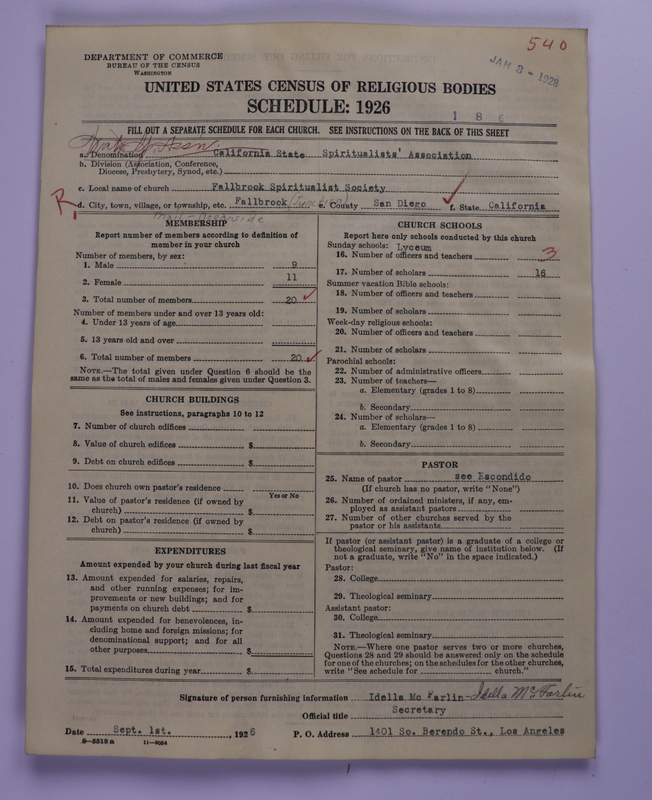 540
JAN 3 - 1928
DEPARTMENT OF COMMERCE
BUREAU OF THE CENSUS
WASHINGTON
UNITED STATES CENSUS OF RELIGIOUS BODIES
SCHEDULE: 1926
1 8 6
FILL OUT A SEPARATE SCHEDULE FOR EACH CHURCH. SEE INSTRUCTIONS ON THE BACK OF THIS SHEET
a. Denomination California State Spiritualists' Association
b. Division (Association, Conference, Diocese, Presbytery, Synod, etc.)
c. Local name of church Fallbrook Spiritualist Society
R, d. City, town, village, or township, etc. Fallbrook e. County San Diego f. State California
Mail - Oceanside
MEMBERSHIP
Report number of members according to definition of member in your church
Number of members, by sex:
1. Male 9
2. Female 11
3. Total number of members 20
Number of members under and over 13 years old:
4. Under 13 years of age
5. 13 years old and over
6. Total number of members 20
NOTE.—The total given under Question 6 should be the same as the total of males and females given under Question 3.
CHURCH BUILDINGS
See instructions, paragraphs 10 to 12
7. Number of church edifices
8. Value of church edifices $
9. Debt on church edifices $
10. Does church own pastor's residence
Yes or No
11. Value of pastor's residence (if owned by church) $
12. Debt on pastor's residence (if owned by church) $
EXPENDITURES
Amount expended by your church during last fiscal year
13. Amount expended for salaries, repairs, and other running expenses; for improvements or new buildings; and for payments on church debt $
14. Amount expended for benevolences, including home and foreign missions; for denominational support; and for all other purposes $
15. Total expenditures during year $
CHURCH SCHOOLS
Report here only schools conducted by this church
Sunday schools: Lyceum
16. Number of officers and teachers 3
17. Number of scholars 16
Summer vacation Bible schools:
18. Number of officers and teachers
19. Number of scholars
Week-day religious schools:
20. Number of officers and teachers
21. Number of scholars
Parochial schools:
22. Number of administrative officers
23. Number of teachers—
a. Elementary (grades 1 to 8)
b. Secondary
24. Number of scholars—
a. Elementary (grades 1 to 8)
b. Secondary
PASTOR
25. Name of pastor see Escondido
(If church has no pastor, write "None")
26. Number of ordained ministers, if any, employed as assistant pastors
27. Number of other churches served by the pastor or his assistants
If pastor (or assistant pastor) is a graduate of a college or theological seminary, give name of institution below. (If not a graduate, write "No" in the space indicated.)
Pastor:
28. College
29. Theological seminary
Assistant pastor:
30. College
31. Theological seminary
NOTE.—Where one pastor serves two or more churches, Questions 28 and 29 should be answered only on the schedule for one of the churches; on the schedules for the other churches, write "See schedule for church."
Signature of person furnishing information Idella Mc Farlin - Idella McFarlin
Official title Secretary
Date Sept. 1st. , 1926 P. O. Address 1401 So. Berendo St., Los Angeles
8—5518 a 11—9034